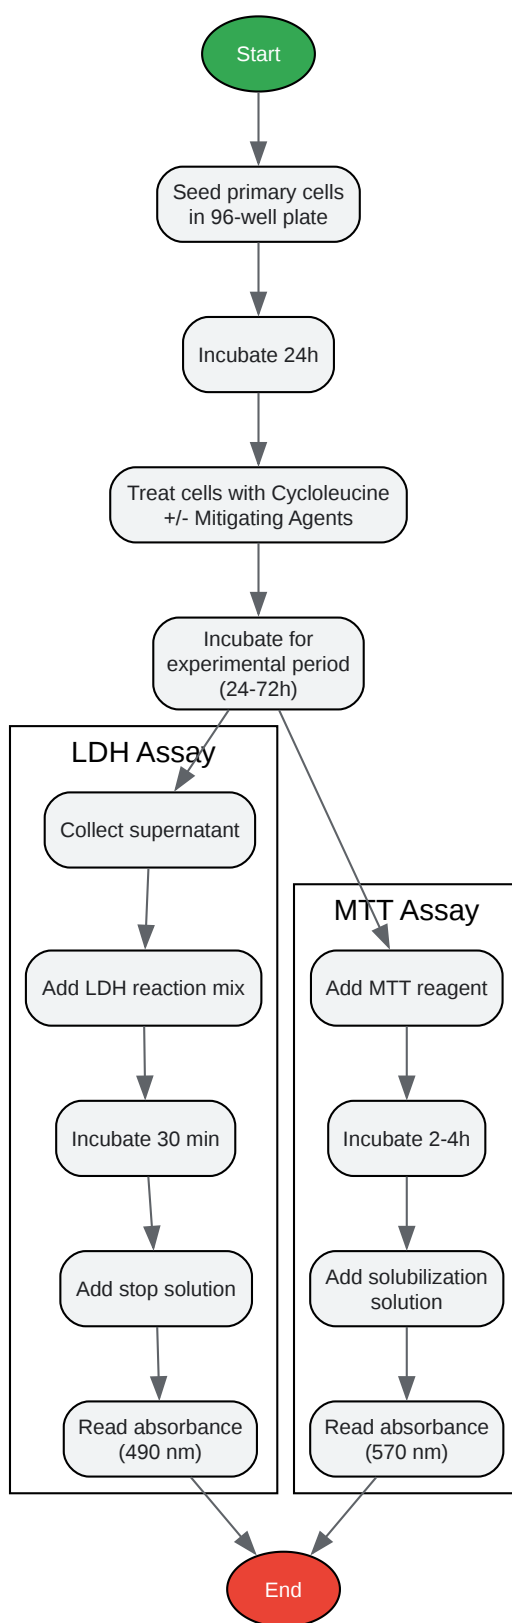 Start
Seed primary cells
in 96-well plate
Incubate 24h
Treat cells with Cycloleucine
+/- Mitigating Agents
Incubate for
experimental period
(24-72h)
LDH Assay
Collect supernatant
Add LDH reaction mix
Incubate 30 min
Add stop solution
Read absorbance
(490 nm)
MTT Assay
Add MTT reagent
Incubate 2-4h
Add solubilization
solution
Read absorbance
(570 nm)
End